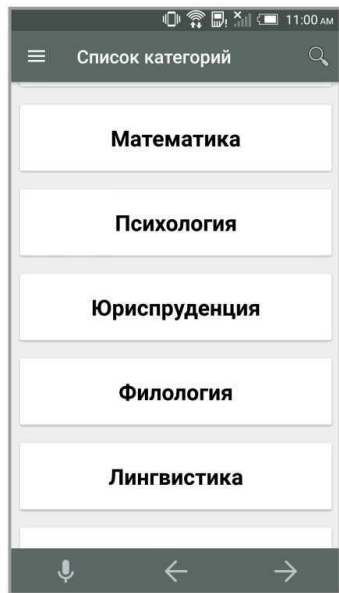 11:00 AM
Список категорий
Математика
Психология
Юриспруденция
Филология
Лингвистика